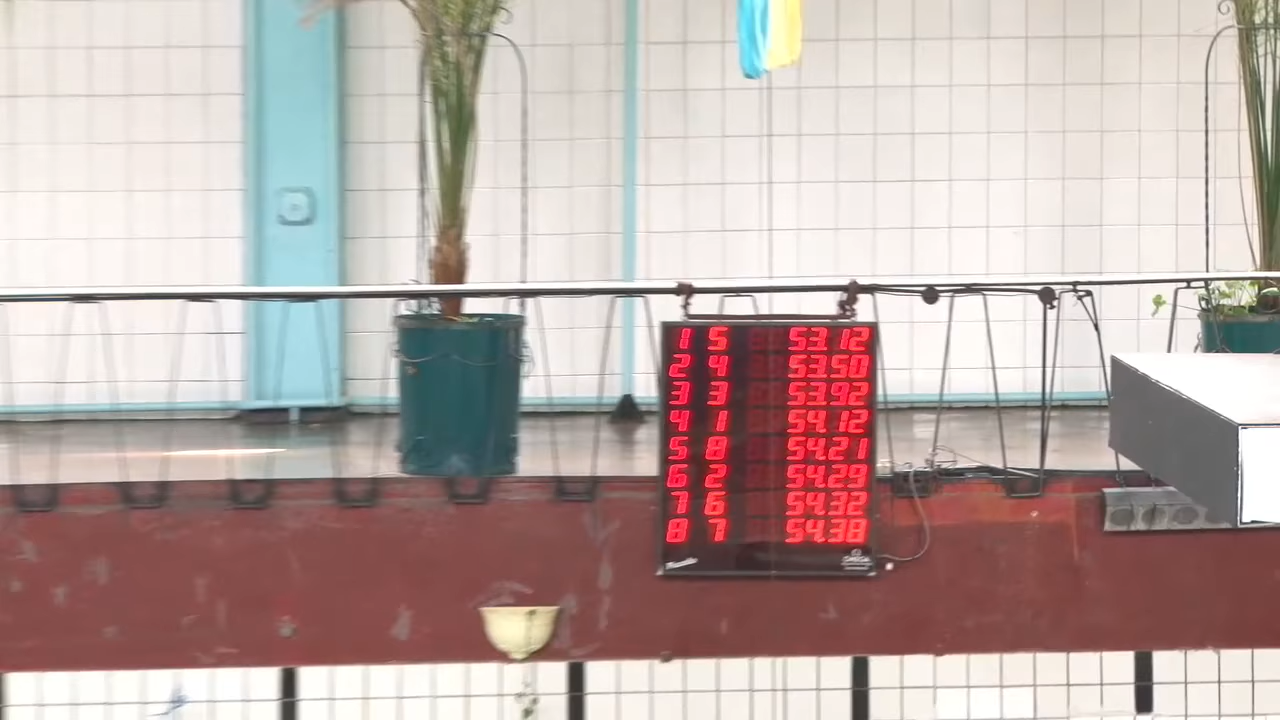 1 5 53.12
2 4 53.50
3 3 53.92
4 1 54.12
5 8 54.21
6 2 54.29
7 6 54.32
8 7 54.38
OMEGA